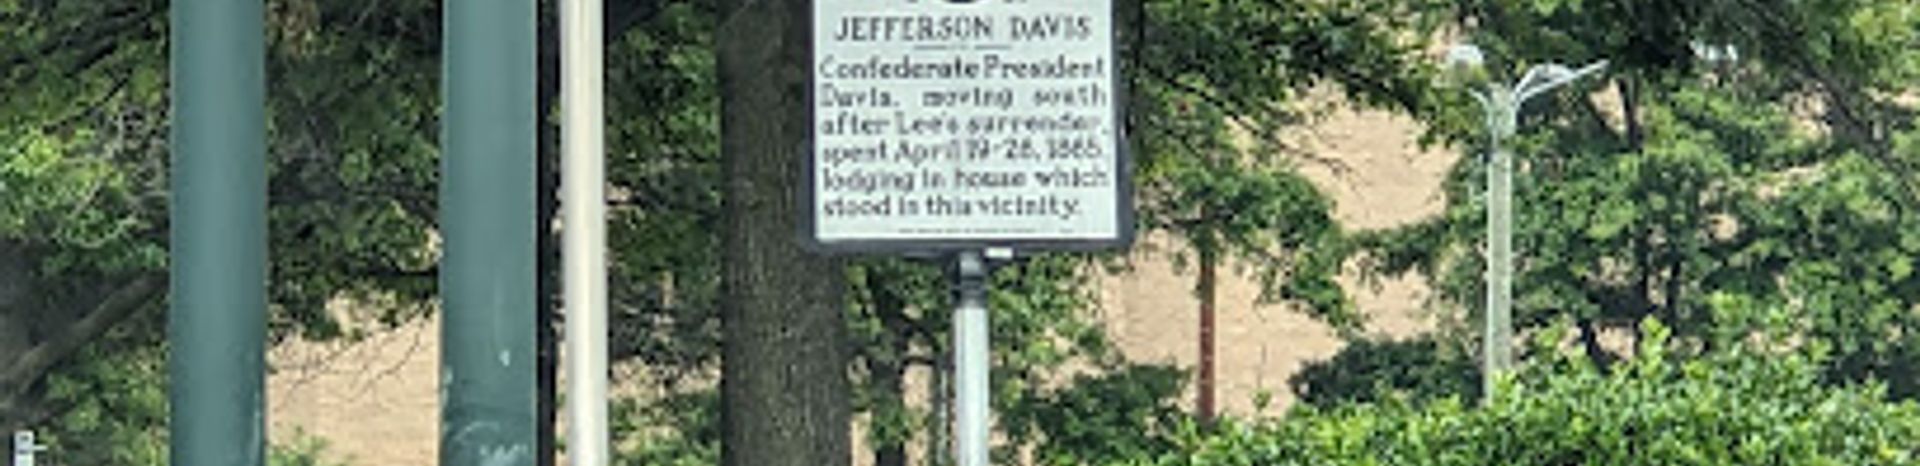 JEFFERSON DAVIS
Confederate President
Davis, moving south
after Lee's surrender,
spent April 19-26, 1865,
lodging in house which
stood in this vicinity.